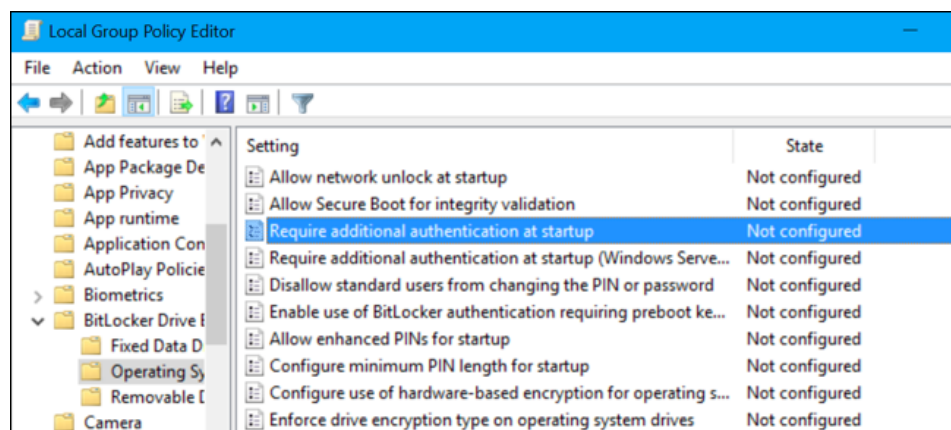 Local Group Policy Editor
File Action View Help
Add features to
App Package De
App Privacy
App runtime
Application Con
AutoPlay Policie
Biometrics
BitLocker Drive E
Fixed Data D
Operating Sy
Removable D
Camera
Setting State
Allow network unlock at startup Not configured
Allow Secure Boot for integrity validation Not configured
Require additional authentication at startup Not configured
Require additional authentication at startup (Windows Serve... Not configured
Disallow standard users from changing the PIN or password Not configured
Enable use of BitLocker authentication requiring preboot ke... Not configured
Allow enhanced PINs for startup Not configured
Configure minimum PIN length for startup Not configured
Configure use of hardware-based encryption for operating s... Not configured
Enforce drive encryption type on operating system drives Not configured